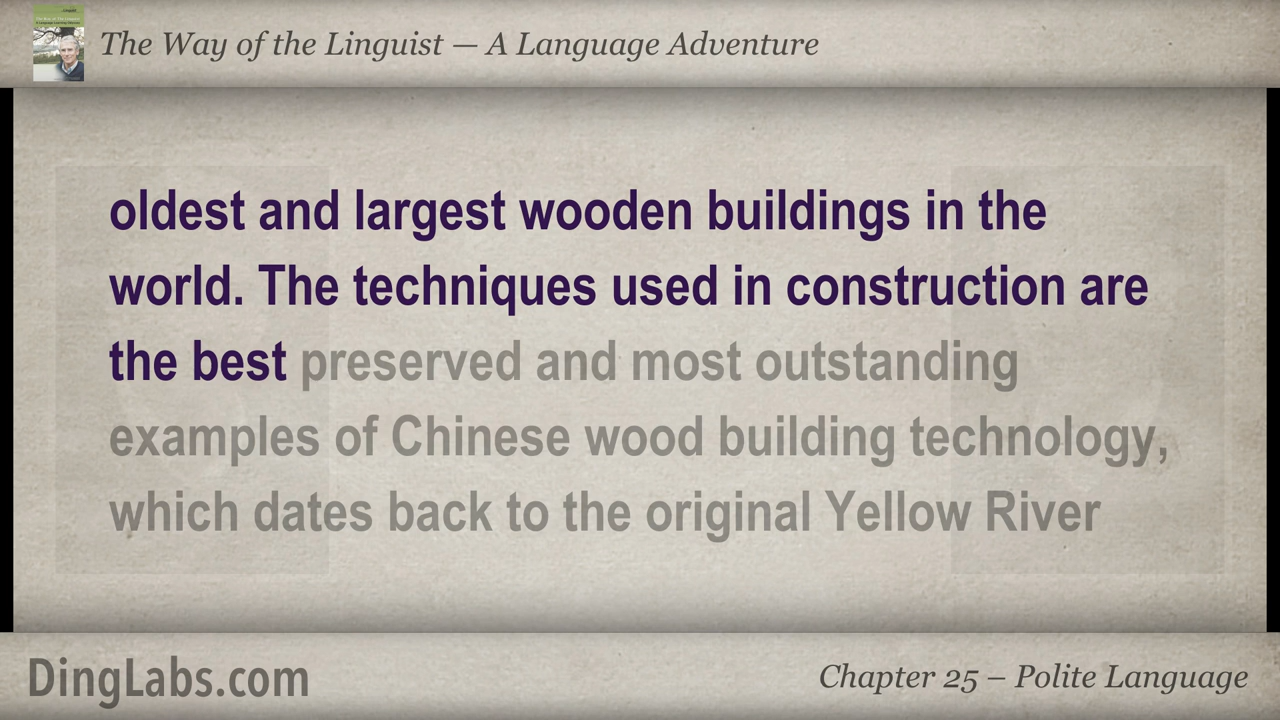 The Way of the Linguist — A Language Adventure
oldest and largest wooden buildings in the
world. The techniques used in construction are
the best preserved and most outstanding
examples of Chinese wood building technology,
which dates back to the original Yellow River
DingLabs.com
Chapter 25 – Polite Language